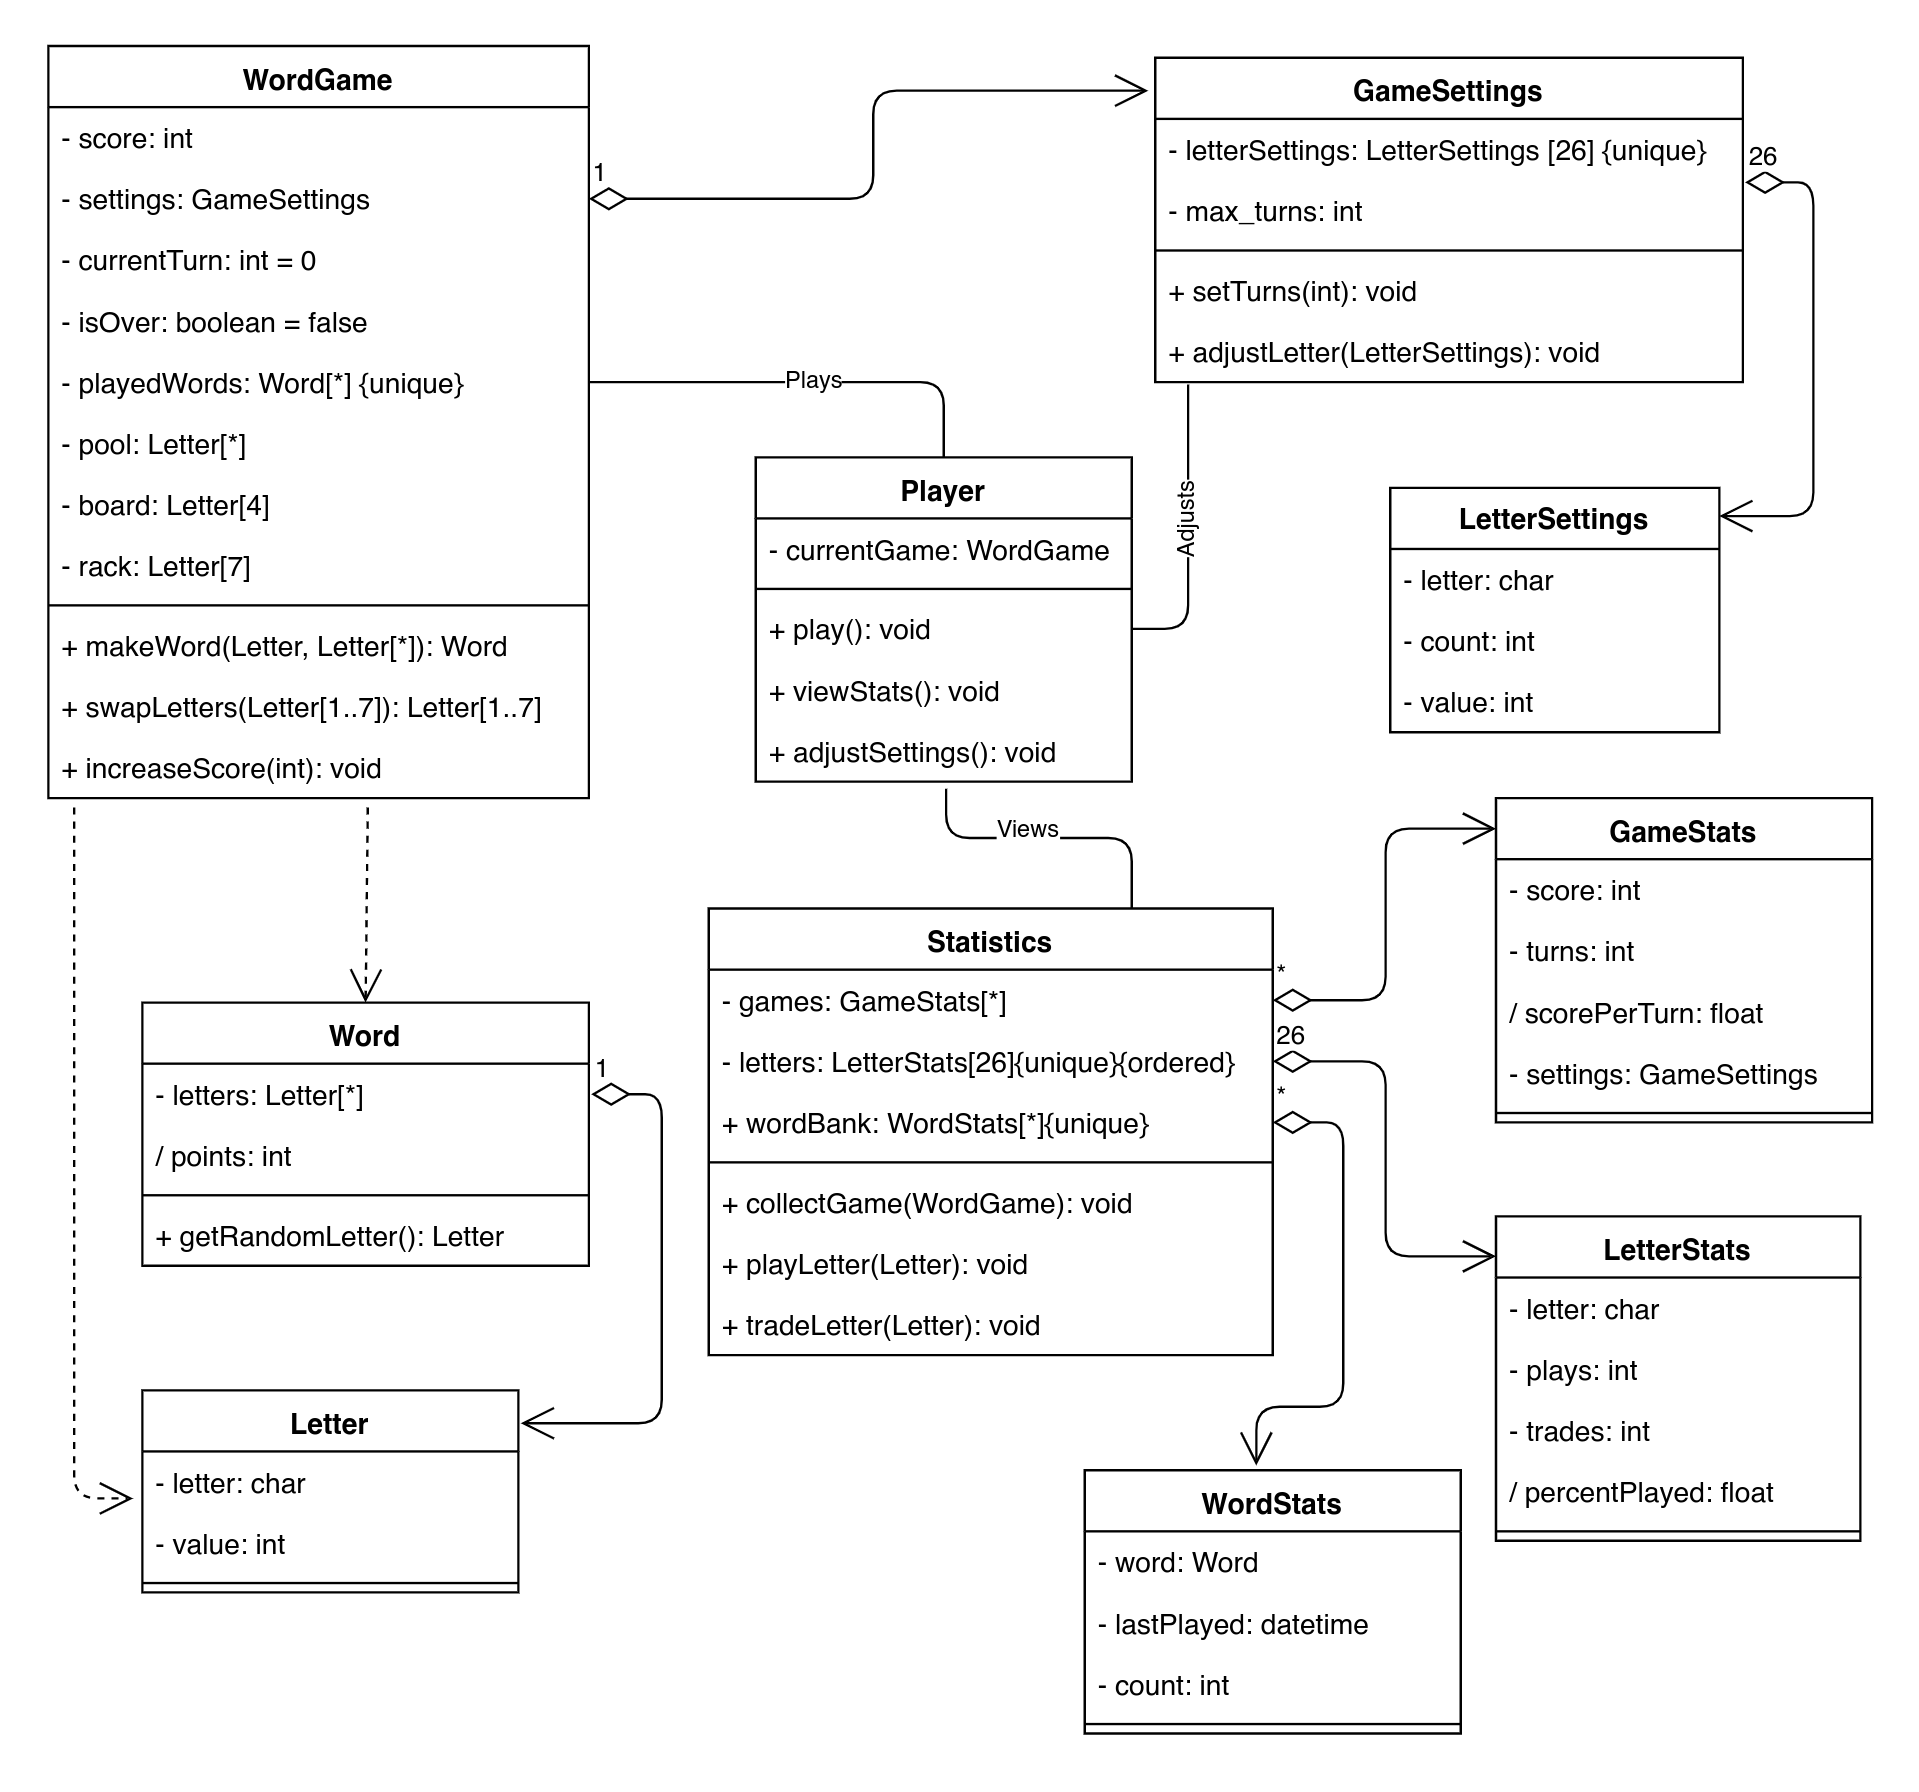 WordGame
- score: int
- settings: GameSettings
- currentTurn: int = 0
- isOver: boolean = false
- playedWords: Word[*] {unique}
- pool: Letter[*]
- board: Letter[4]
- rack: Letter[7]
+ makeWord(Letter, Letter[*]): Word
+ swapLetters(Letter[1..7]): Letter[1..7]
+ increaseScore(int): void
1
GameSettings
- letterSettings: LetterSettings [26] {unique}
- max_turns: int
+ setTurns(int): void
+ adjustLetter(LetterSettings): void
26
Plays
Player
- currentGame: WordGame
+ play(): void
+ viewStats(): void
+ adjustSettings(): void
Adjusts
LetterSettings
- letter: char
- count: int
- value: int
Views
Statistics
- games: GameStats[*]
- letters: LetterStats[26]{unique}{ordered}
+ wordBank: WordStats[*]{unique}
+ collectGame(WordGame): void
+ playLetter(Letter): void
+ tradeLetter(Letter): void
*
26
*
GameStats
- score: int
- turns: int
/ scorePerTurn: float
- settings: GameSettings
Word
- letters: Letter[*]
/ points: int
+ getRandomLetter(): Letter
1
Letter
- letter: char
- value: int
LetterStats
- letter: char
- plays: int
- trades: int
/ percentPlayed: float
WordStats
- word: Word
- lastPlayed: datetime
- count: int